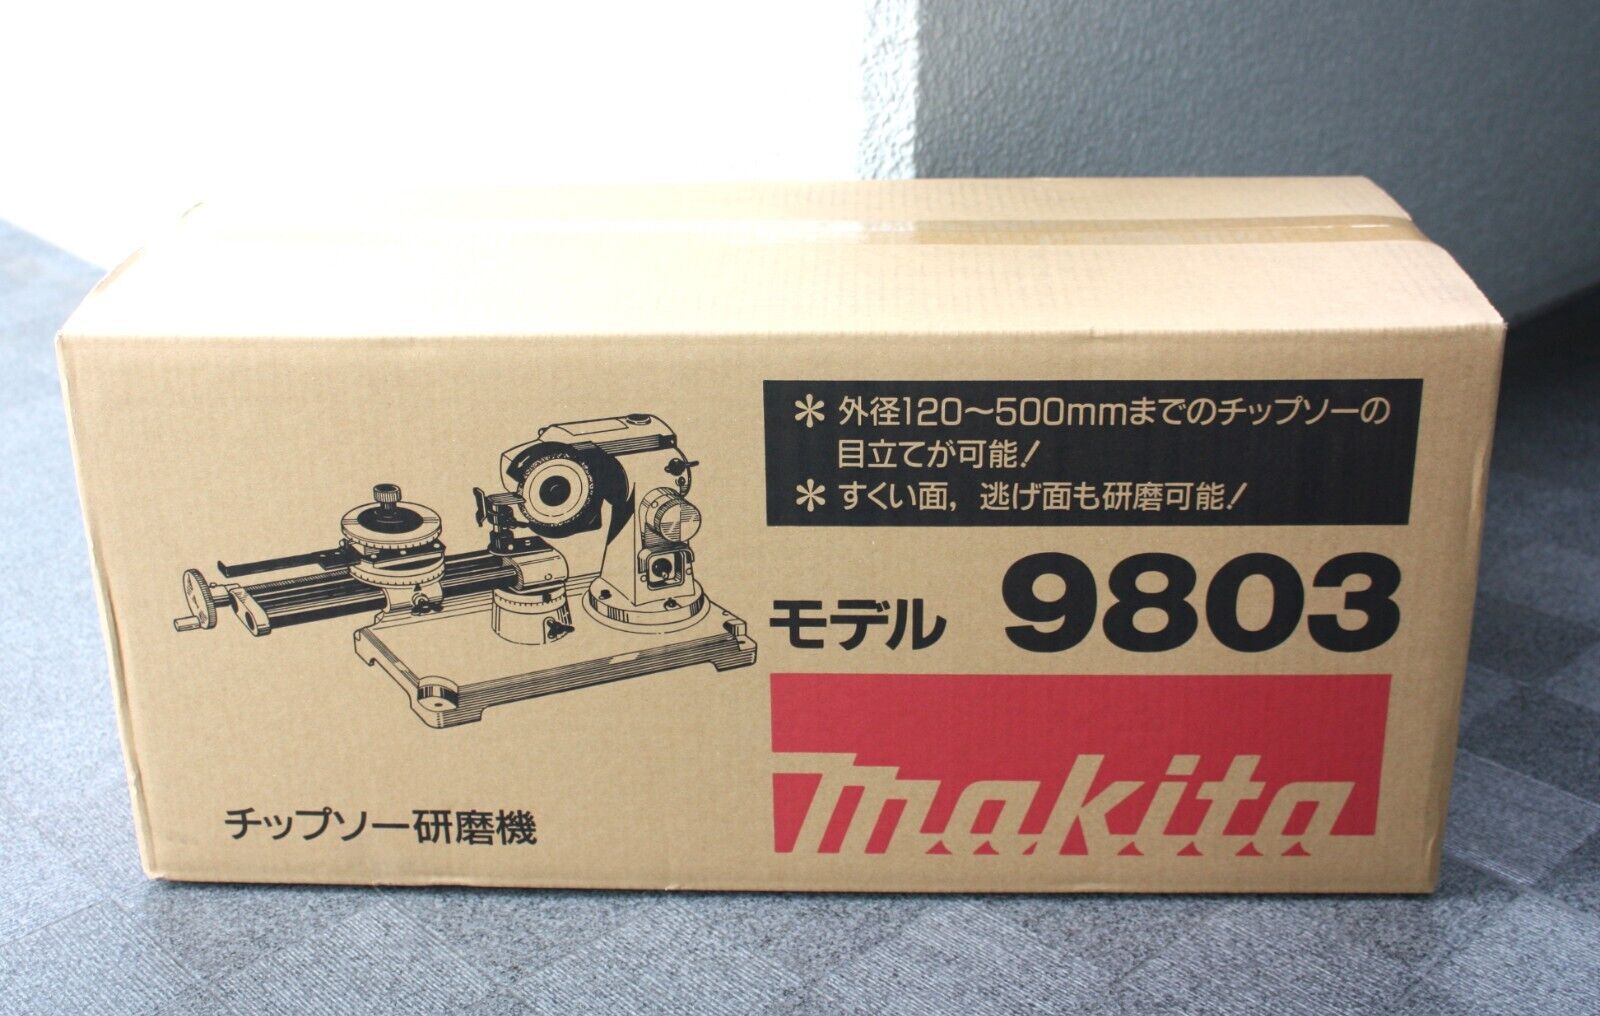 ＊ 外径120〜500mmまでのチップソーの
目立てが可能！
＊ すくい面，逃げ面も研磨可能！
モデル 9803
makita
チップソー研磨機